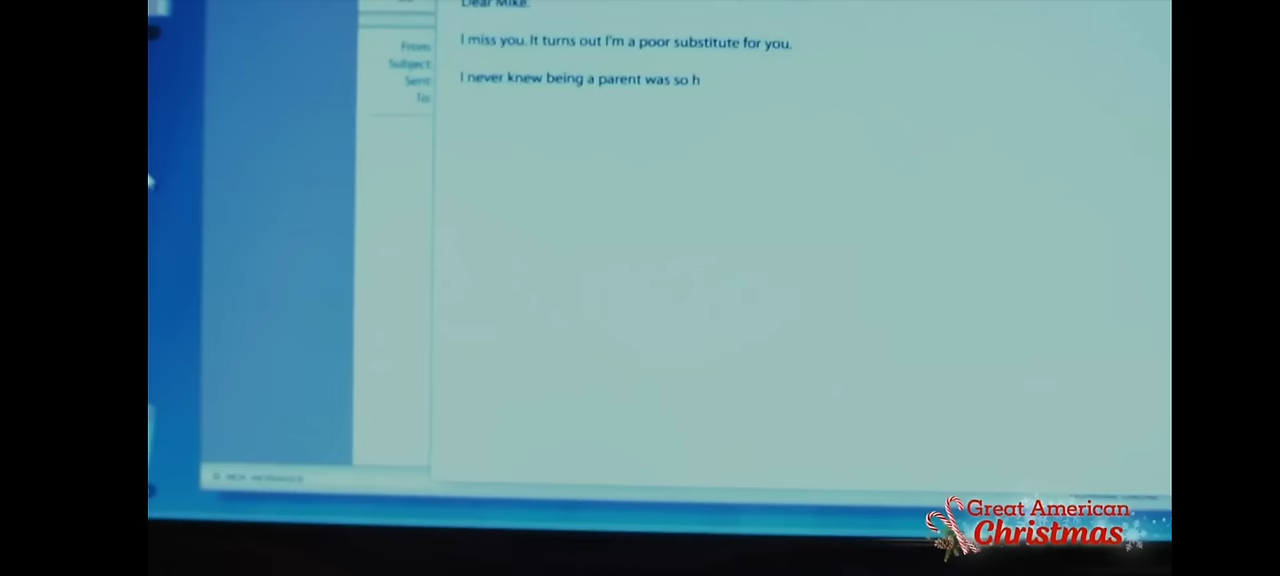 Dear Mike.
I miss you. It turns out I'm a poor substitute for you.
I never knew being a parent was so h
From:
Subject:
Sent:
To:
Great American
Christmas